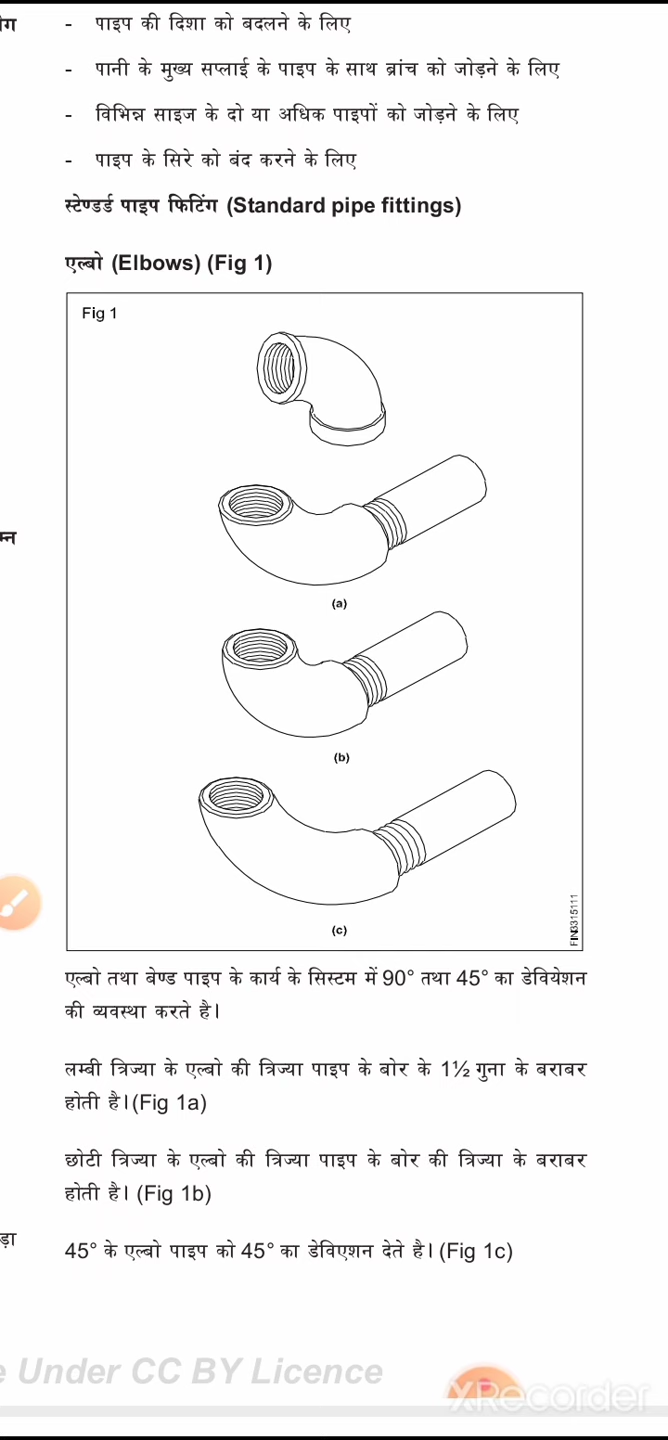 - पाइप की दिशा को बदलने के लिए
- पानी के मुख्य सप्लाई के पाइप के साथ ब्रांच को जोड़ने के लिए
- विभिन्न साइज के दो या अधिक पाइपों को जोड़ने के लिए
- पाइप के सिरे को बंद करने के लिए
स्टेण्डर्ड पाइप फिटिंग (Standard pipe fittings)
एल्बो (Elbows) (Fig 1)
Fig 1
(a)
(b)
(c)
FIN3315111
एल्बो तथा बेण्ड पाइप के कार्य के सिस्टम में 90° तथा 45° का डेवियेशन
की व्यवस्था करते है।
लम्बी त्रिज्या के एल्बो की त्रिज्या पाइप के बोर के 1½ गुना के बराबर
होती है। (Fig 1a)
छोटी त्रिज्या के एल्बो की त्रिज्या पाइप के बोर की त्रिज्या के बराबर
होती है। (Fig 1b)
45° के एल्बो पाइप को 45° का डेविएशन देते है। (Fig 1c)
Under CC BY Licence
XRecorder